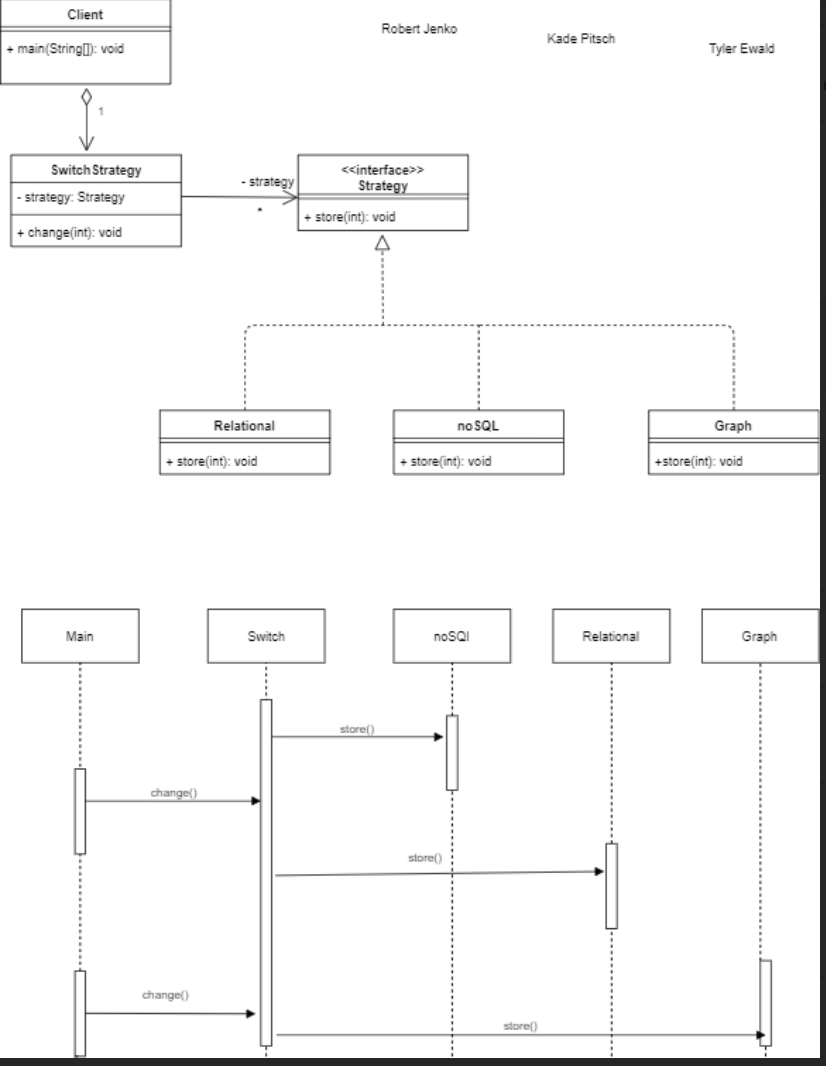 Client
+ main(String[]): void
Robert Jenko
Kade Pitsch
Tyler Ewald
1
SwitchStrategy
- strategy: Strategy
+ change(int): void
- strategy
*
<<interface>>
Strategy
+ store(int): void
Relational
+ store(int): void
noSQL
+ store(int): void
Graph
+store(int): void
Main
Switch
noSQl
Relational
Graph
store()
change()
store()
change()
store()